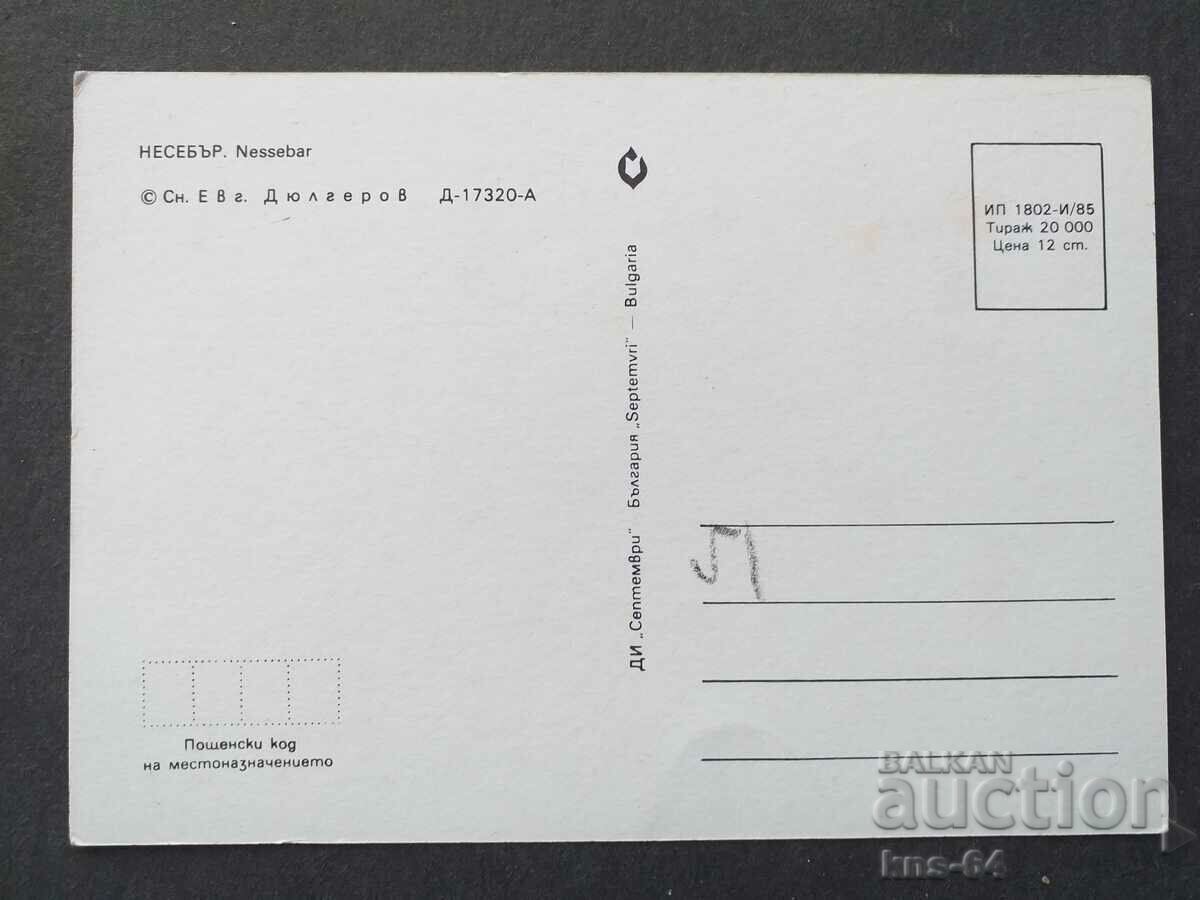 НЕСЕБЪР. Nessebar
© Сн. Евг. Дюлгеров Д-17320-А
ДИ „Септември" България „Septemvri" — Bulgaria
ИП 1802-И/85
Тираж 20 000
Цена 12 ст.
Пощенски код
на местоназначението
BALKAN
auction
kns-64